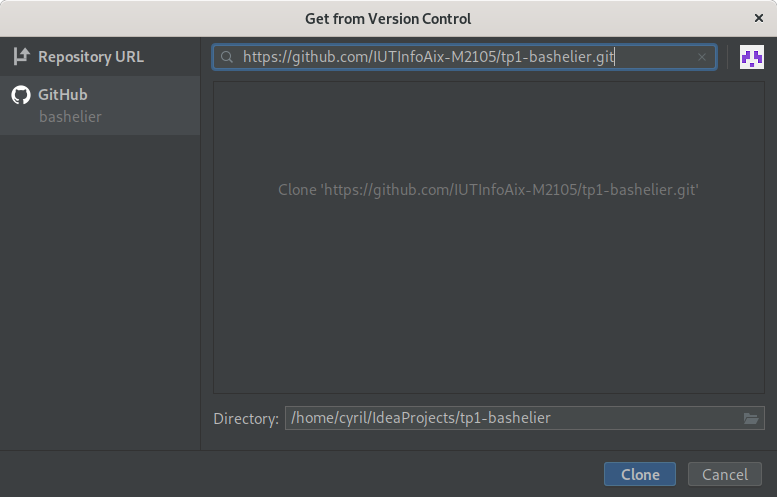 Get from Version Control
Repository URL
GitHub
bashelier
https://github.com/IUTInfoAix-M2105/tp1-bashelier.git
Clone 'https://github.com/IUTInfoAix-M2105/tp1-bashelier.git'
Directory: /home/cyril/IdeaProjects/tp1-bashelier
Clone Cancel